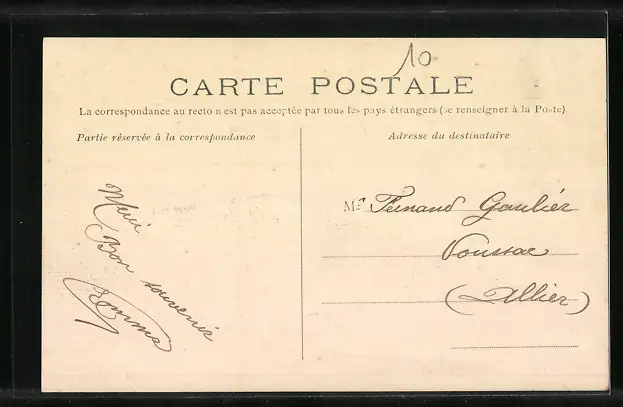 10
CARTE POSTALE
La correspondance au recto n'est pas acceptée par tous les pays étrangers (se renseigner à la Poste)
Partie réservée à la correspondance
Adresse du destinataire
Mr Fernand Gaulier
Voussac
(Allier)
Merci
Bon souvenir